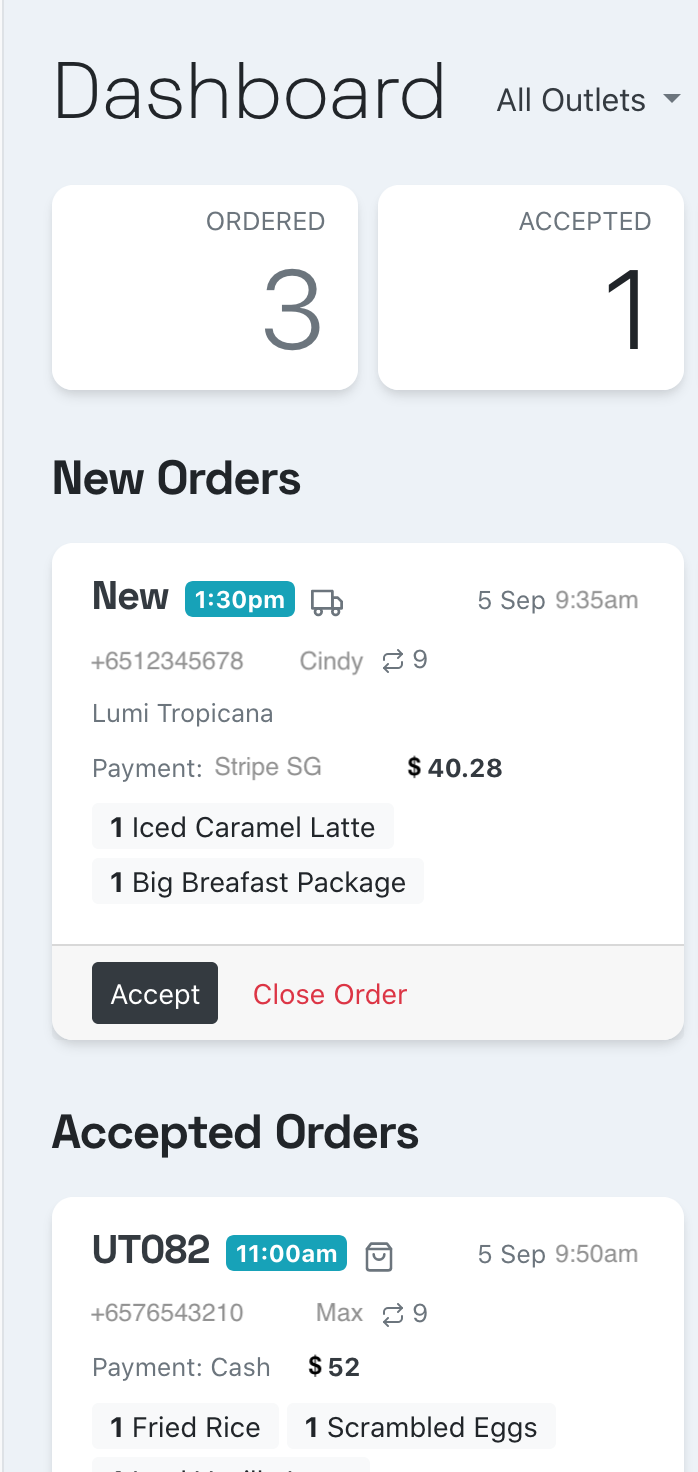 Dashboard All Outlets
ORDERED ACCEPTED
3 1
New Orders
New 1:30pm 5 Sep 9:35am
+6512345678 Cindy 9
Lumi Tropicana
Payment: Stripe SG $ 40.28
1 Iced Caramel Latte
1 Big Breafast Package
Accept Close Order
Accepted Orders
UT082 11:00am 5 Sep 9:50am
+6576543210 Max 9
Payment: Cash $ 52
1 Fried Rice 1 Scrambled Eggs